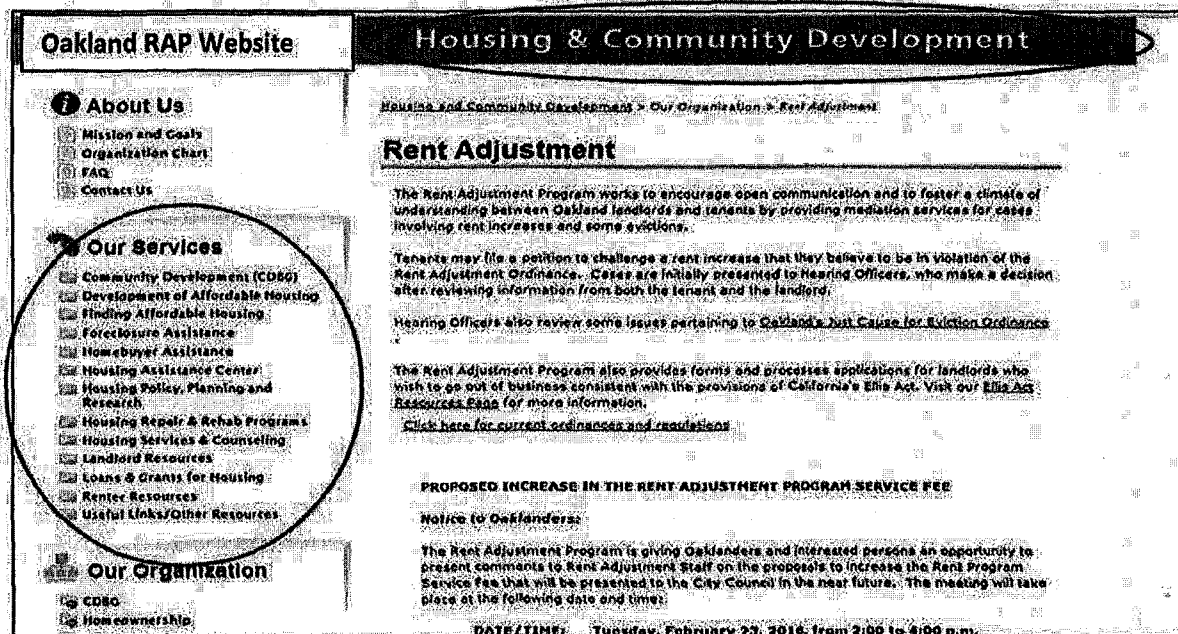 Oakland RAP Website
Housing & Community Development
About Us
Mission and Goals
Organization Chart
FAQ
Contact Us
Our Services
Community Development (CDBG)
Development of Affordable Housing
Finding Affordable Housing
Foreclosure Assistance
Homebuyer Assistance
Housing Assistance Center
Housing Policy, Planning and
Research
Housing Repair & Rehab Programs
Housing Services & Counseling
Landlord Resources
Loans & Grants for Housing
Renter Resources
Useful Links/Other Resources
Our Organization
CDBG
Homeownership
Housing and Community Development > Our Organization > Rent Adjustment
Rent Adjustment
The Rent Adjustment Program works to encourage open communication and to foster a climate of
understanding between Oakland landlords and tenants by providing mediation services for cases
involving rent increases and some evictions.
Tenants may file a petition to challenge a rent increase that they believe to be in violation of the
Rent Adjustment Ordinance. Cases are initially presented to Hearing Officers, who make a decision
after reviewing information from both the tenant and the landlord.
Hearing Officers also review some issues pertaining to Oakland's Just Cause for Eviction Ordinance
.
The Rent Adjustment Program also provides forms and processes applications for landlords who
wish to go out of business consistent with the provisions of California's Ellis Act. Visit our Ellis Act
Resources Page for more information.
Click here for current ordinances and regulations
PROPOSED INCREASE IN THE RENT ADJUSTMENT PROGRAM SERVICE FEE
Notice to Oaklanders:
The Rent Adjustment Program is giving Oaklanders and interested persons an opportunity to
present comments to Rent Adjustment Staff on the proposals to increase the Rent Program
Service Fee that will be presented to the City Council in the near future. The meeting will take
place at the following date and time:
DATE/TIME: Tuesday, February 23, 2016, from 2:00 to 4:00 p.m.